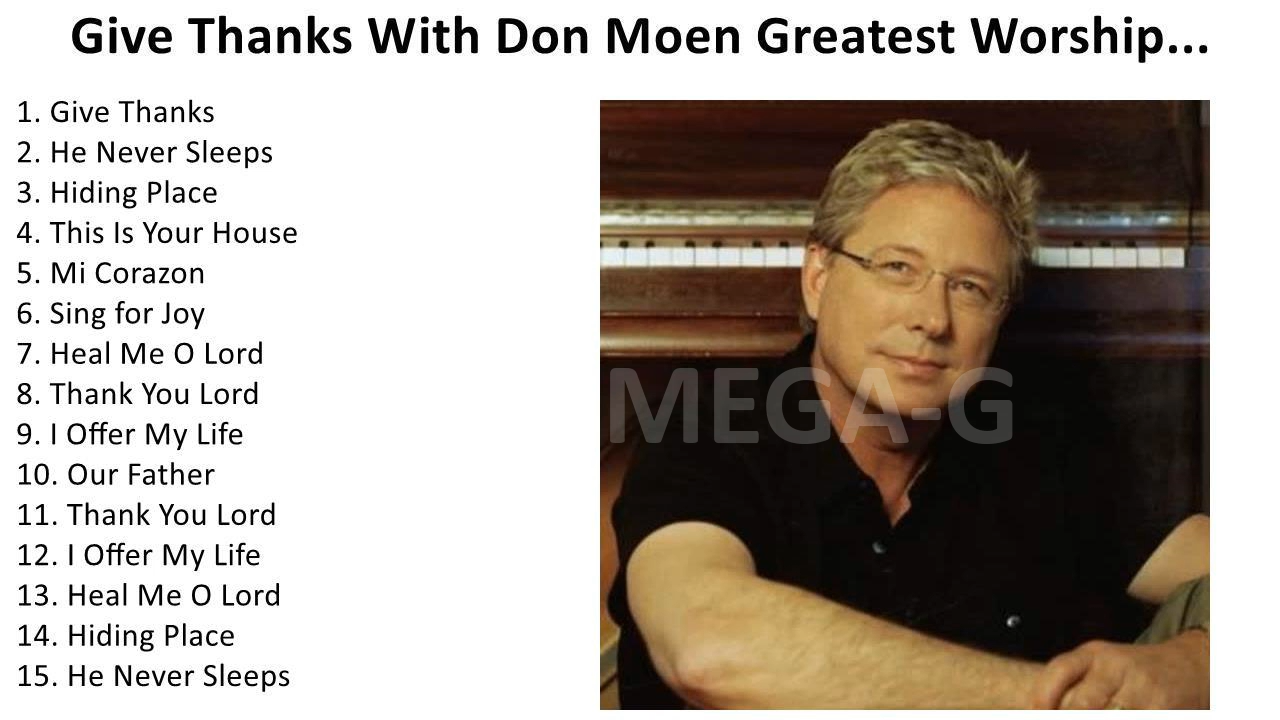 Give Thanks With Don Moen Greatest Worship...
1. Give Thanks
2. He Never Sleeps
3. Hiding Place
4. This Is Your House
5. Mi Corazon
6. Sing for Joy
7. Heal Me O Lord
8. Thank You Lord
9. I Offer My Life
10. Our Father
11. Thank You Lord
12. I Offer My Life
13. Heal Me O Lord
14. Hiding Place
15. He Never Sleeps
MEGA-G